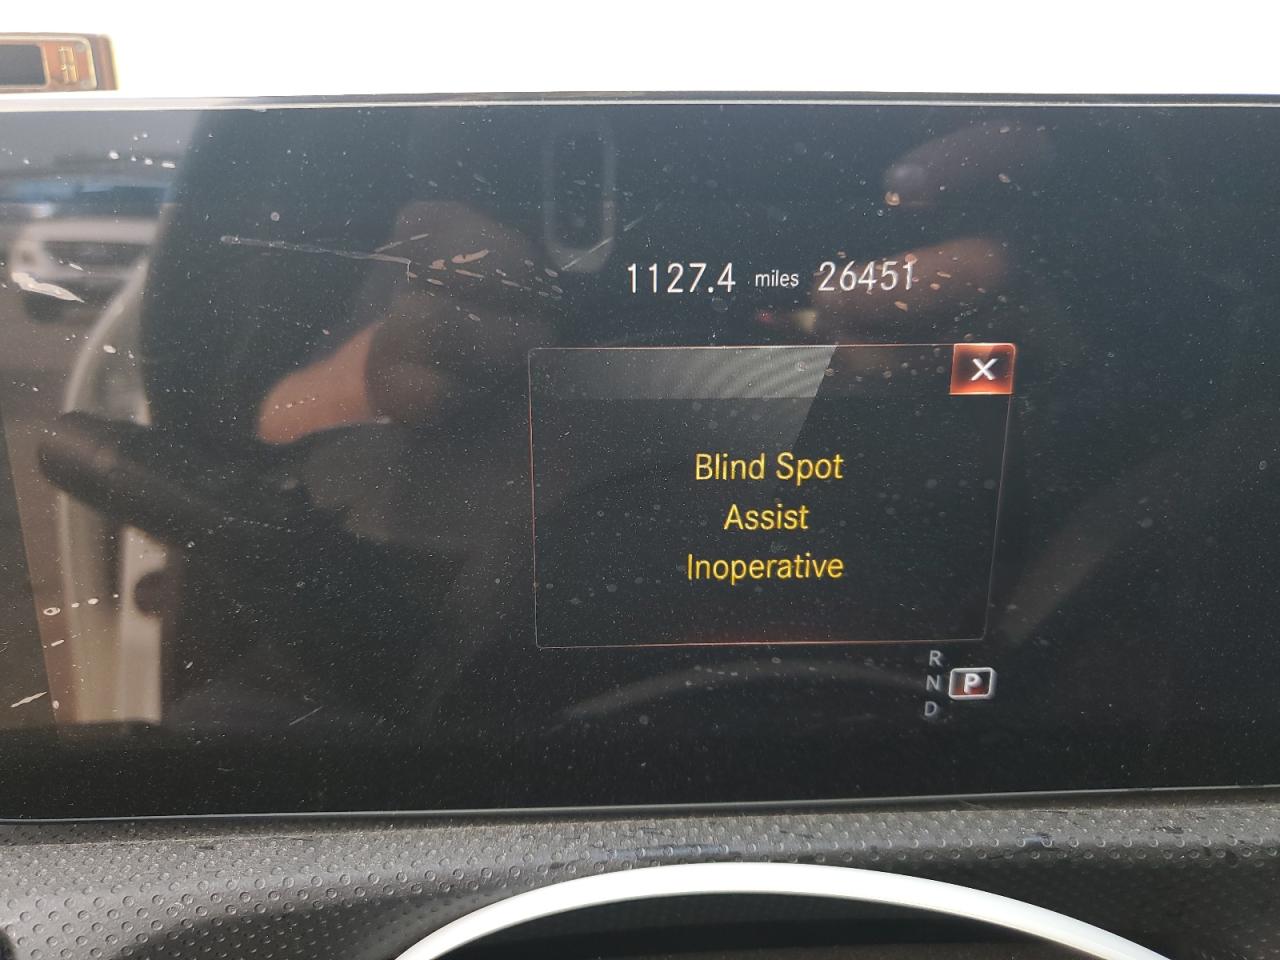 1127.4 miles 26451
X
Blind Spot
Assist
Inoperative
R
N P
D